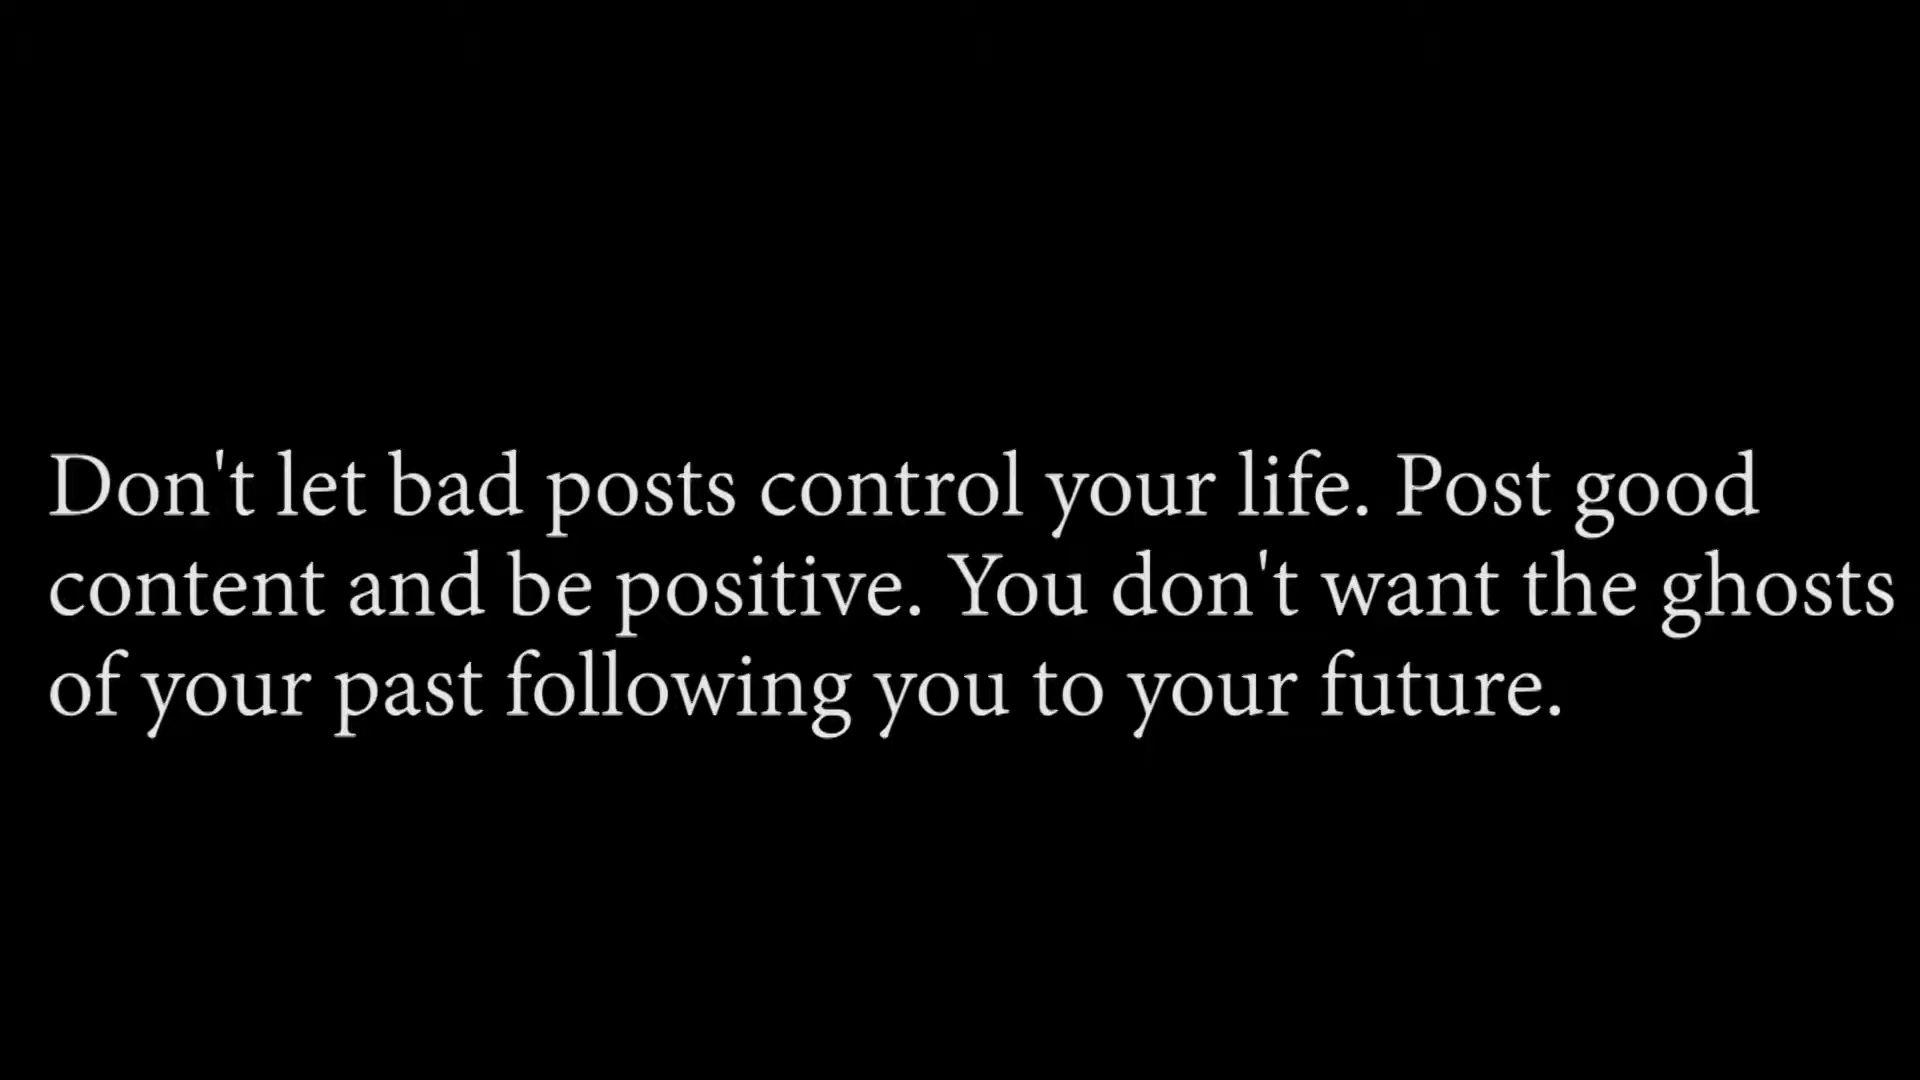 Don't let bad posts control your life. Post good
content and be positive. You don't want the ghosts
of your past following you to your future.